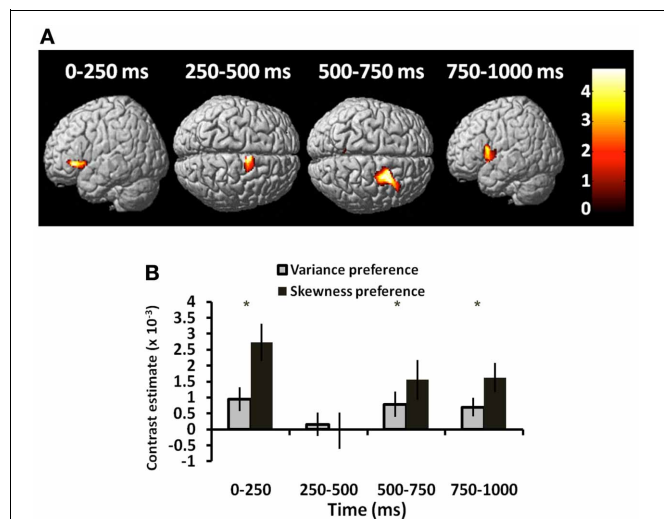 A
0-250 ms 250-500 ms 500-750 ms 750-1000 ms
4
3
2
1
0
B
Variance preference
Skewness preference
Contrast estimate (x 10⁻³)
4
3.5
3
2.5
2
1.5
1
0.5
0
-0.5
-1
* * *
0-250 250-500 500-750 750-1000
Time (ms)